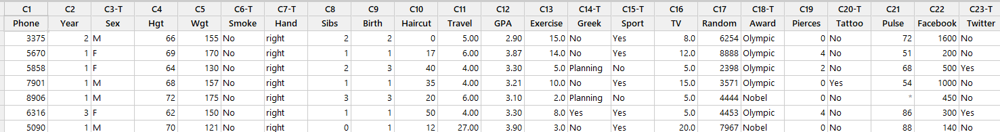 C1 C2 C3-T C4 C5 C6-T C7-T C8 C9 C10 C11 C12 C13 C14-T C15-T C16 C17 C18-T C19 C20-T C21 C22 C23-T
Phone Year Sex Hgt Wgt Smoke Hand Sibs Birth Haircut Travel GPA Exercise Greek Sport TV Random Award Pierces Tattoo Pulse Facebook Twitter
3375 2 M 66 155 No right 2 2 0 5.00 2.90 15.0 No Yes 8.0 6254 Olympic 0 No 72 1600 No
5670 1 F 69 170 No right 1 1 17 6.00 3.87 14.0 No Yes 12.0 8888 Olympic 4 No 51 200 No
5858 1 F 64 130 No right 2 3 40 4.00 3.30 5.0 Planning No 5.0 2398 Olympic 2 No 68 500 Yes
7901 1 M 68 157 No right 1 1 35 4.00 3.21 10.0 No Yes 15.0 3571 Olympic 0 Yes 54 1000 No
8906 1 M 72 175 No right 3 3 20 6.00 3.10 2.0 Planning No 5.0 4444 Nobel 0 No * 450 No
6316 3 F 62 150 No right 1 1 50 4.00 3.30 8.0 Yes Yes 5.0 4453 Olympic 4 No 86 300 Yes
5090 1 M 70 121 No right 0 1 12 27.00 3.90 3.0 No Yes 20.0 7967 Nobel 0 No 88 140 No